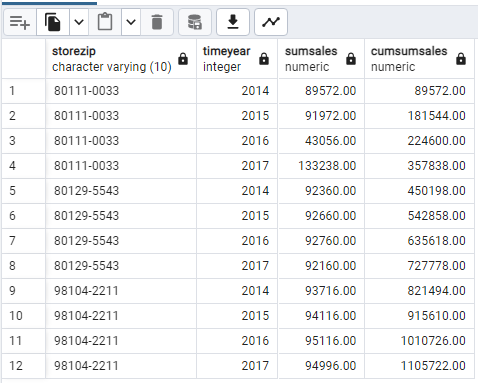 storezip timeyear sumsales cumsumsales
character varying (10) integer numeric numeric
1 80111-0033 2014 89572.00 89572.00
2 80111-0033 2015 91972.00 181544.00
3 80111-0033 2016 43056.00 224600.00
4 80111-0033 2017 133238.00 357838.00
5 80129-5543 2014 92360.00 450198.00
6 80129-5543 2015 92660.00 542858.00
7 80129-5543 2016 92760.00 635618.00
8 80129-5543 2017 92160.00 727778.00
9 98104-2211 2014 93716.00 821494.00
10 98104-2211 2015 94116.00 915610.00
11 98104-2211 2016 95116.00 1010726.00
12 98104-2211 2017 94996.00 1105722.00